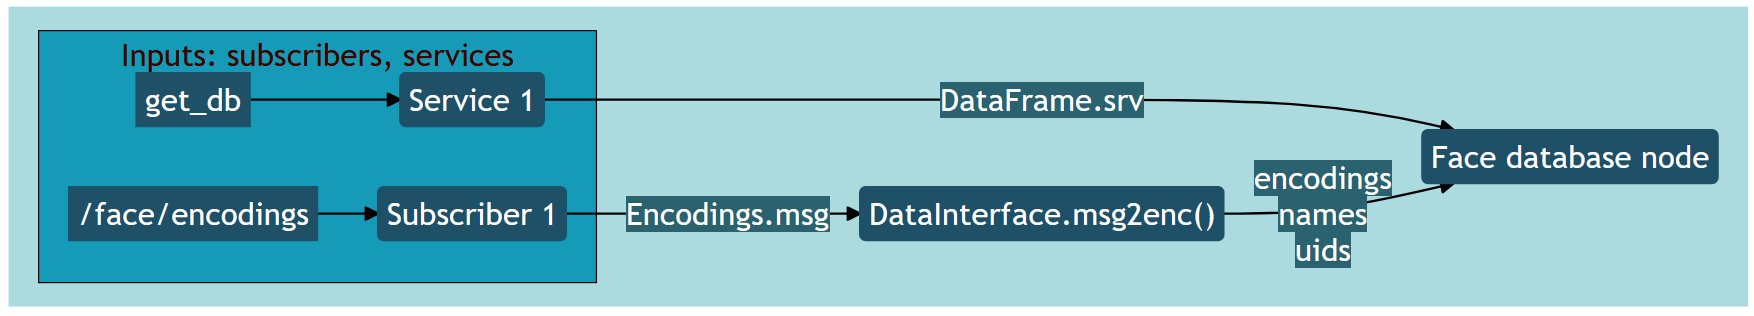 Inputs: subscribers, services
get_db
Service 1
DataFrame.srv
Face database node
/face/encodings
Subscriber 1
Encodings.msg
DataInterface.msg2enc()
encodings
names
uids